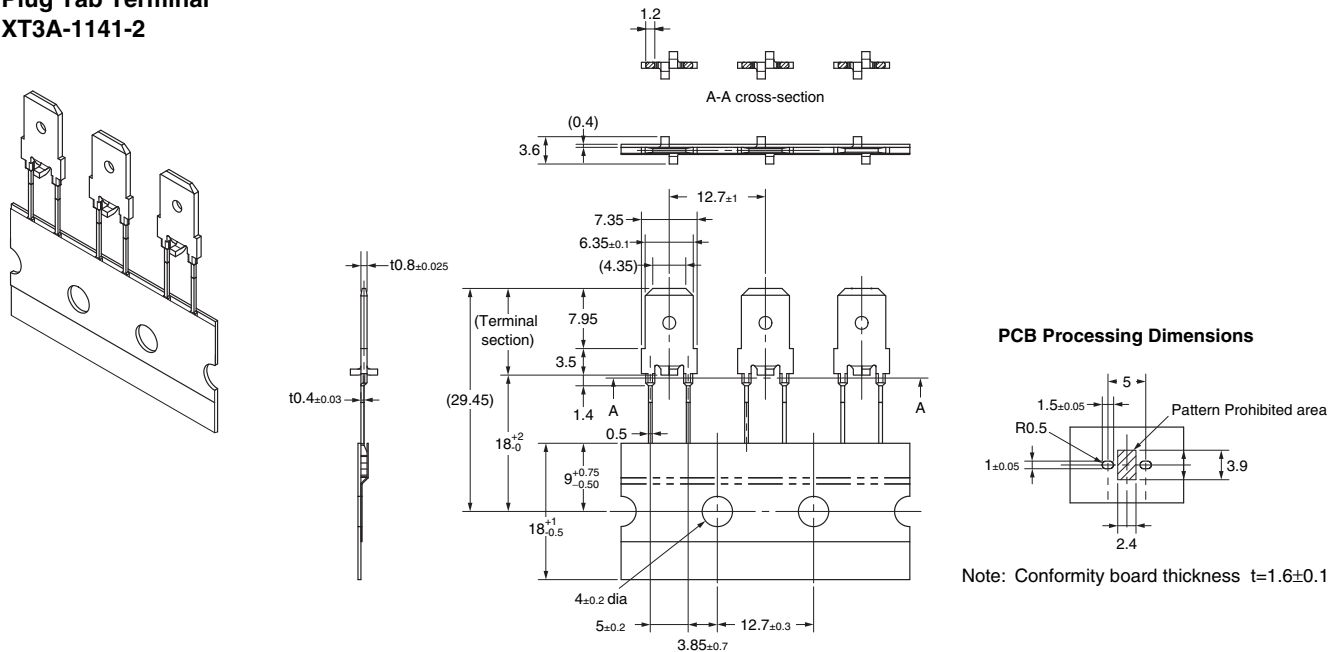 Plug Tab Terminal
XT3A-1141-2
1.2
A-A cross-section
(0.4)
3.6
12.7±1
7.35
6.35±0.1
(4.35)
t0.8±0.025
(Terminal
section)
7.95
3.5
t0.4±0.03
(29.45)
1.4
A
A
0.5
18+2-0
9+0.75−0.50
18+1-0.5
4±0.2 dia
5±0.2
12.7±0.3
3.85±0.7
PCB Processing Dimensions
5
1.5±0.05
Pattern Prohibited area
R0.5
1±0.05
3.9
2.4
Note: Conformity board thickness t=1.6±0.1